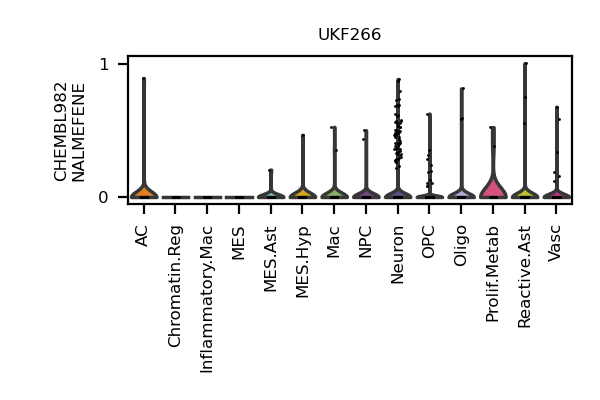 UKF266
CHEMBL982
NALMEFENE
1
0
AC
Chromatin.Reg
Inflammatory.Mac
MES
MES.Ast
MES.Hyp
Mac
NPC
Neuron
OPC
Oligo
Prolif.Metab
Reactive.Ast
Vasc